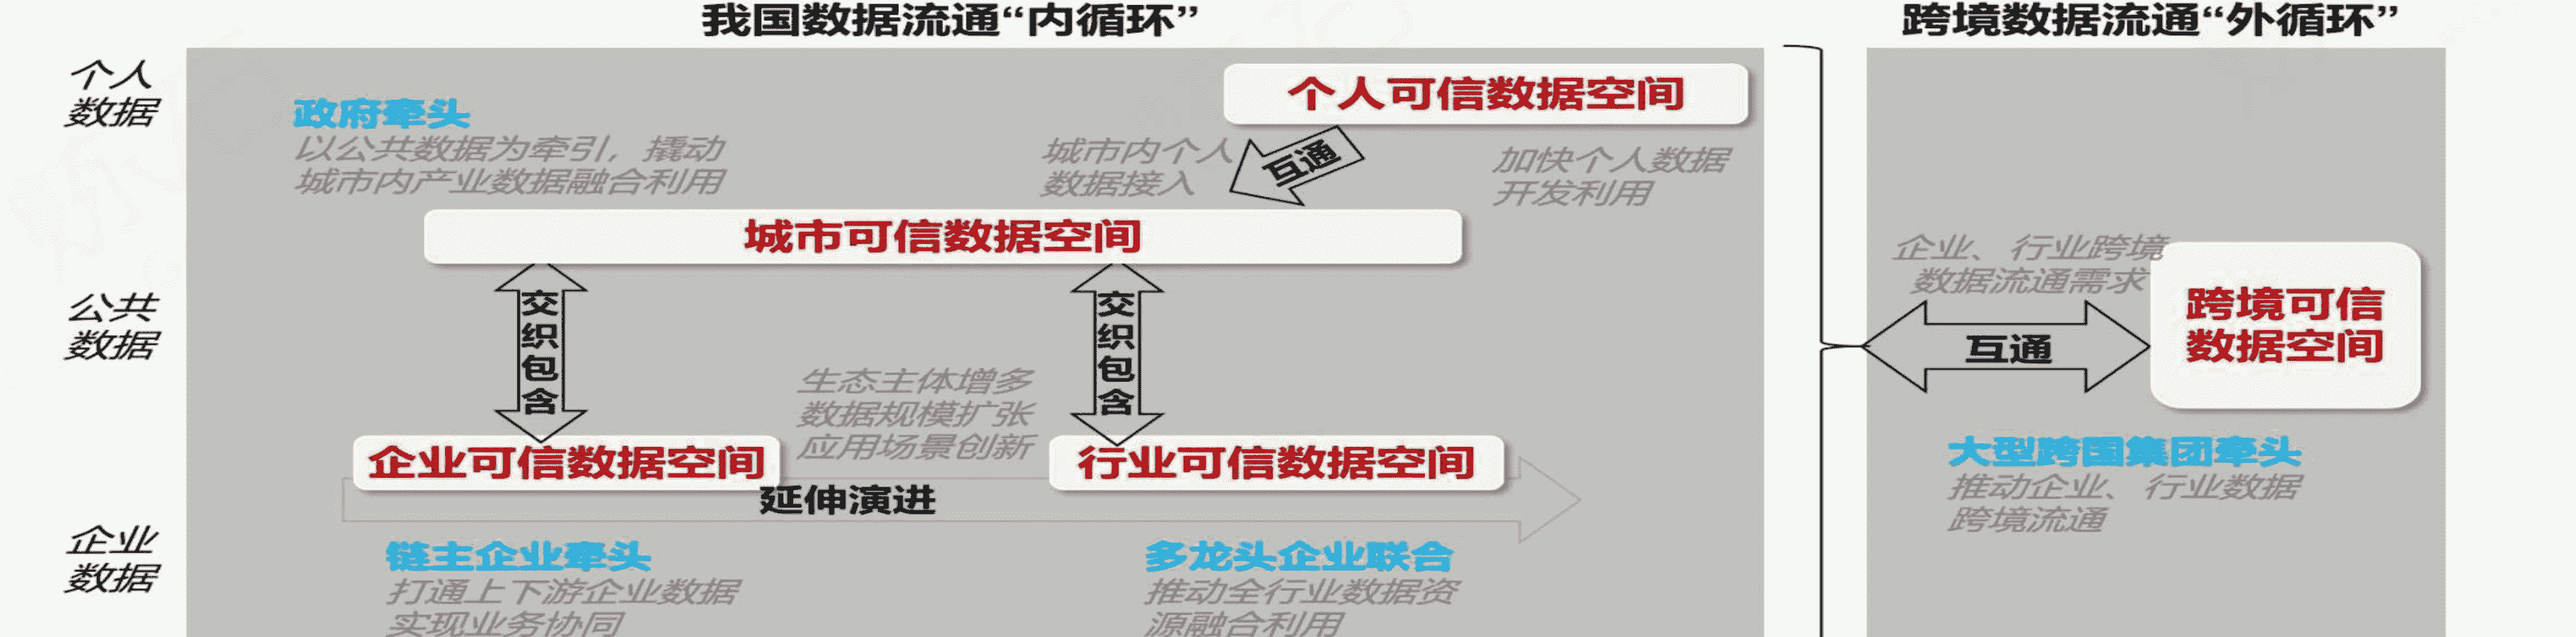 我国数据流通“内循环”
跨境数据流通“外循环”
个人
数据
公共
数据
企业
数据
政府牵头
以公共数据为牵引，撬动
城市内产业数据融合利用
个人可信数据空间
城市内个人
数据接入
互通
加快个人数据
开发利用
城市可信数据空间
交织包含
交织包含
生态主体增多
数据规模扩张
应用场景创新
企业可信数据空间
行业可信数据空间
延伸演进
链主企业牵头
打通上下游企业数据
实现业务协同
多龙头企业联合
推动全行业数据资
源融合利用
企业、行业跨境
数据流通需求
互通
跨境可信
数据空间
大型跨国集团牵头
推动企业、行业数据
跨境流通